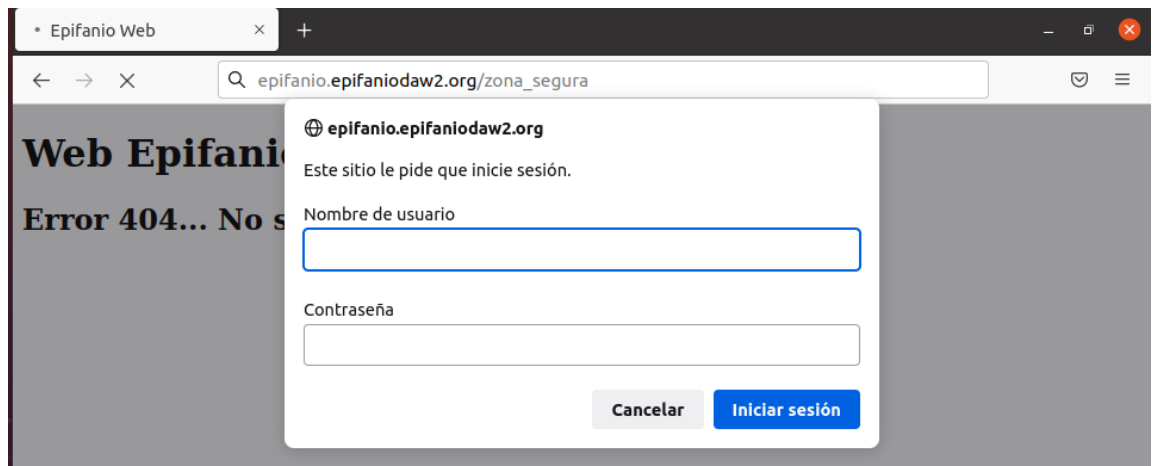 Epifanio Web
epifanio.epifaniodaw2.org/zona_segura
Web Epifani
Error 404... No s
epifanio.epifaniodaw2.org
Este sitio le pide que inicie sesión.
Nombre de usuario
Contraseña
Cancelar Iniciar sesión